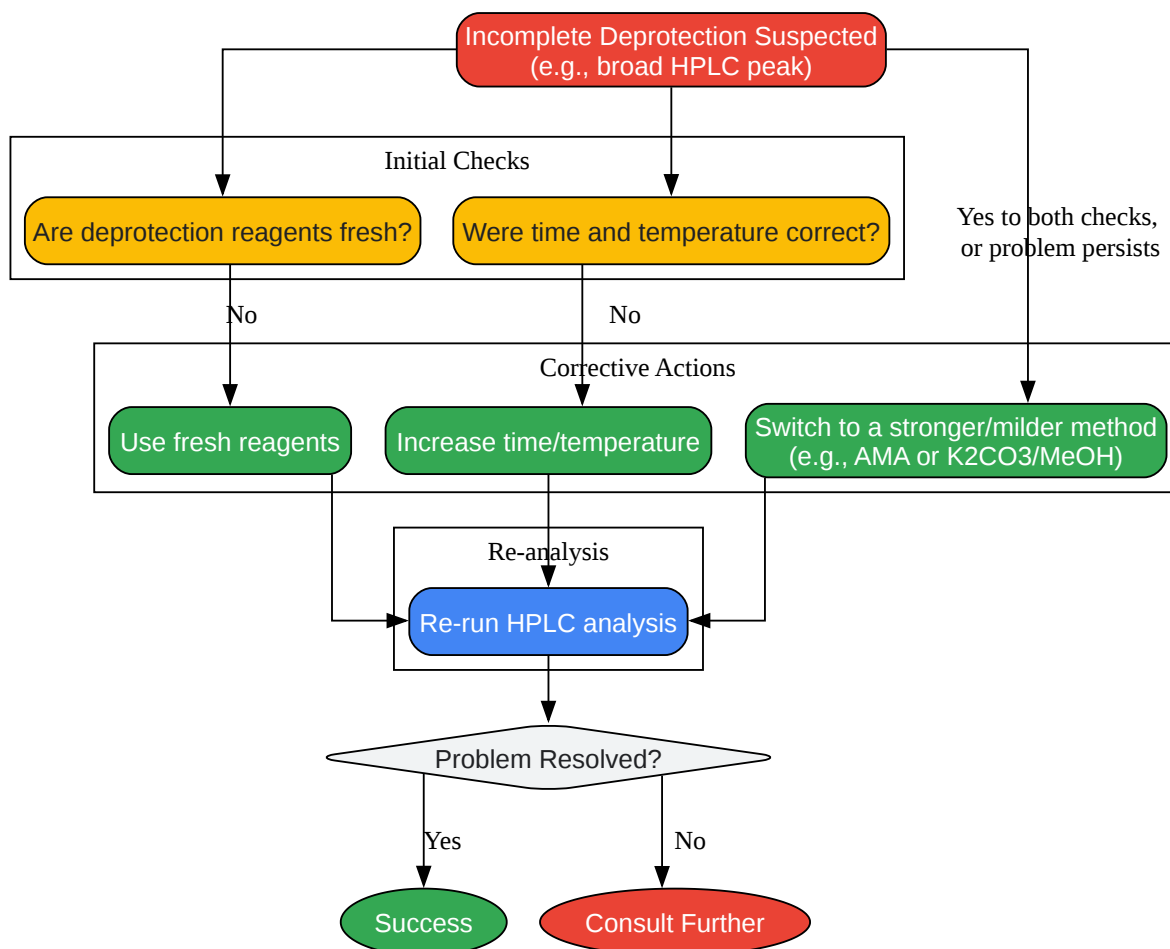 Incomplete Deprotection Suspected
(e.g., broad HPLC peak)
Initial Checks
Are deprotection reagents fresh?
Were time and temperature correct?
Yes to both checks,
or problem persists
No
No
Corrective Actions
Use fresh reagents
Increase time/temperature
Switch to a stronger/milder method
(e.g., AMA or K2CO3/MeOH)
Re-analysis
Re-run HPLC analysis
Problem Resolved?
Yes
No
Success
Consult Further